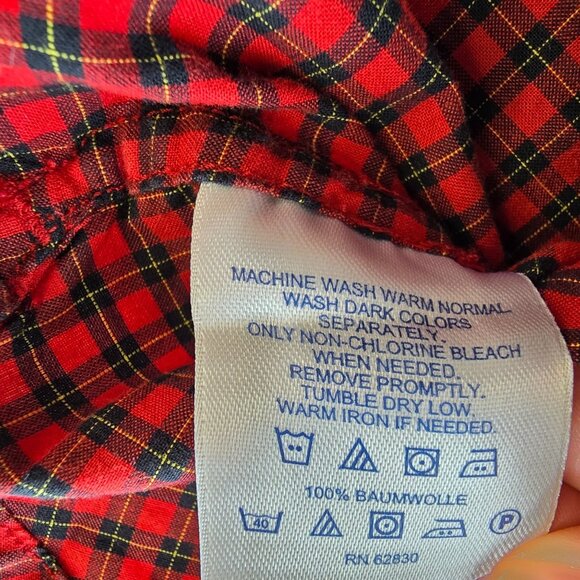 MACHINE WASH WARM NORMAL
WASH DARK COLORS
SEPARATELY.
ONLY NON-CHLORINE BLEACH
WHEN NEEDED.
REMOVE PROMPTLY.
TUMBLE DRY LOW.
WARM IRON IF NEEDED.
100% BAUMWOLLE
40 P
RN 62830